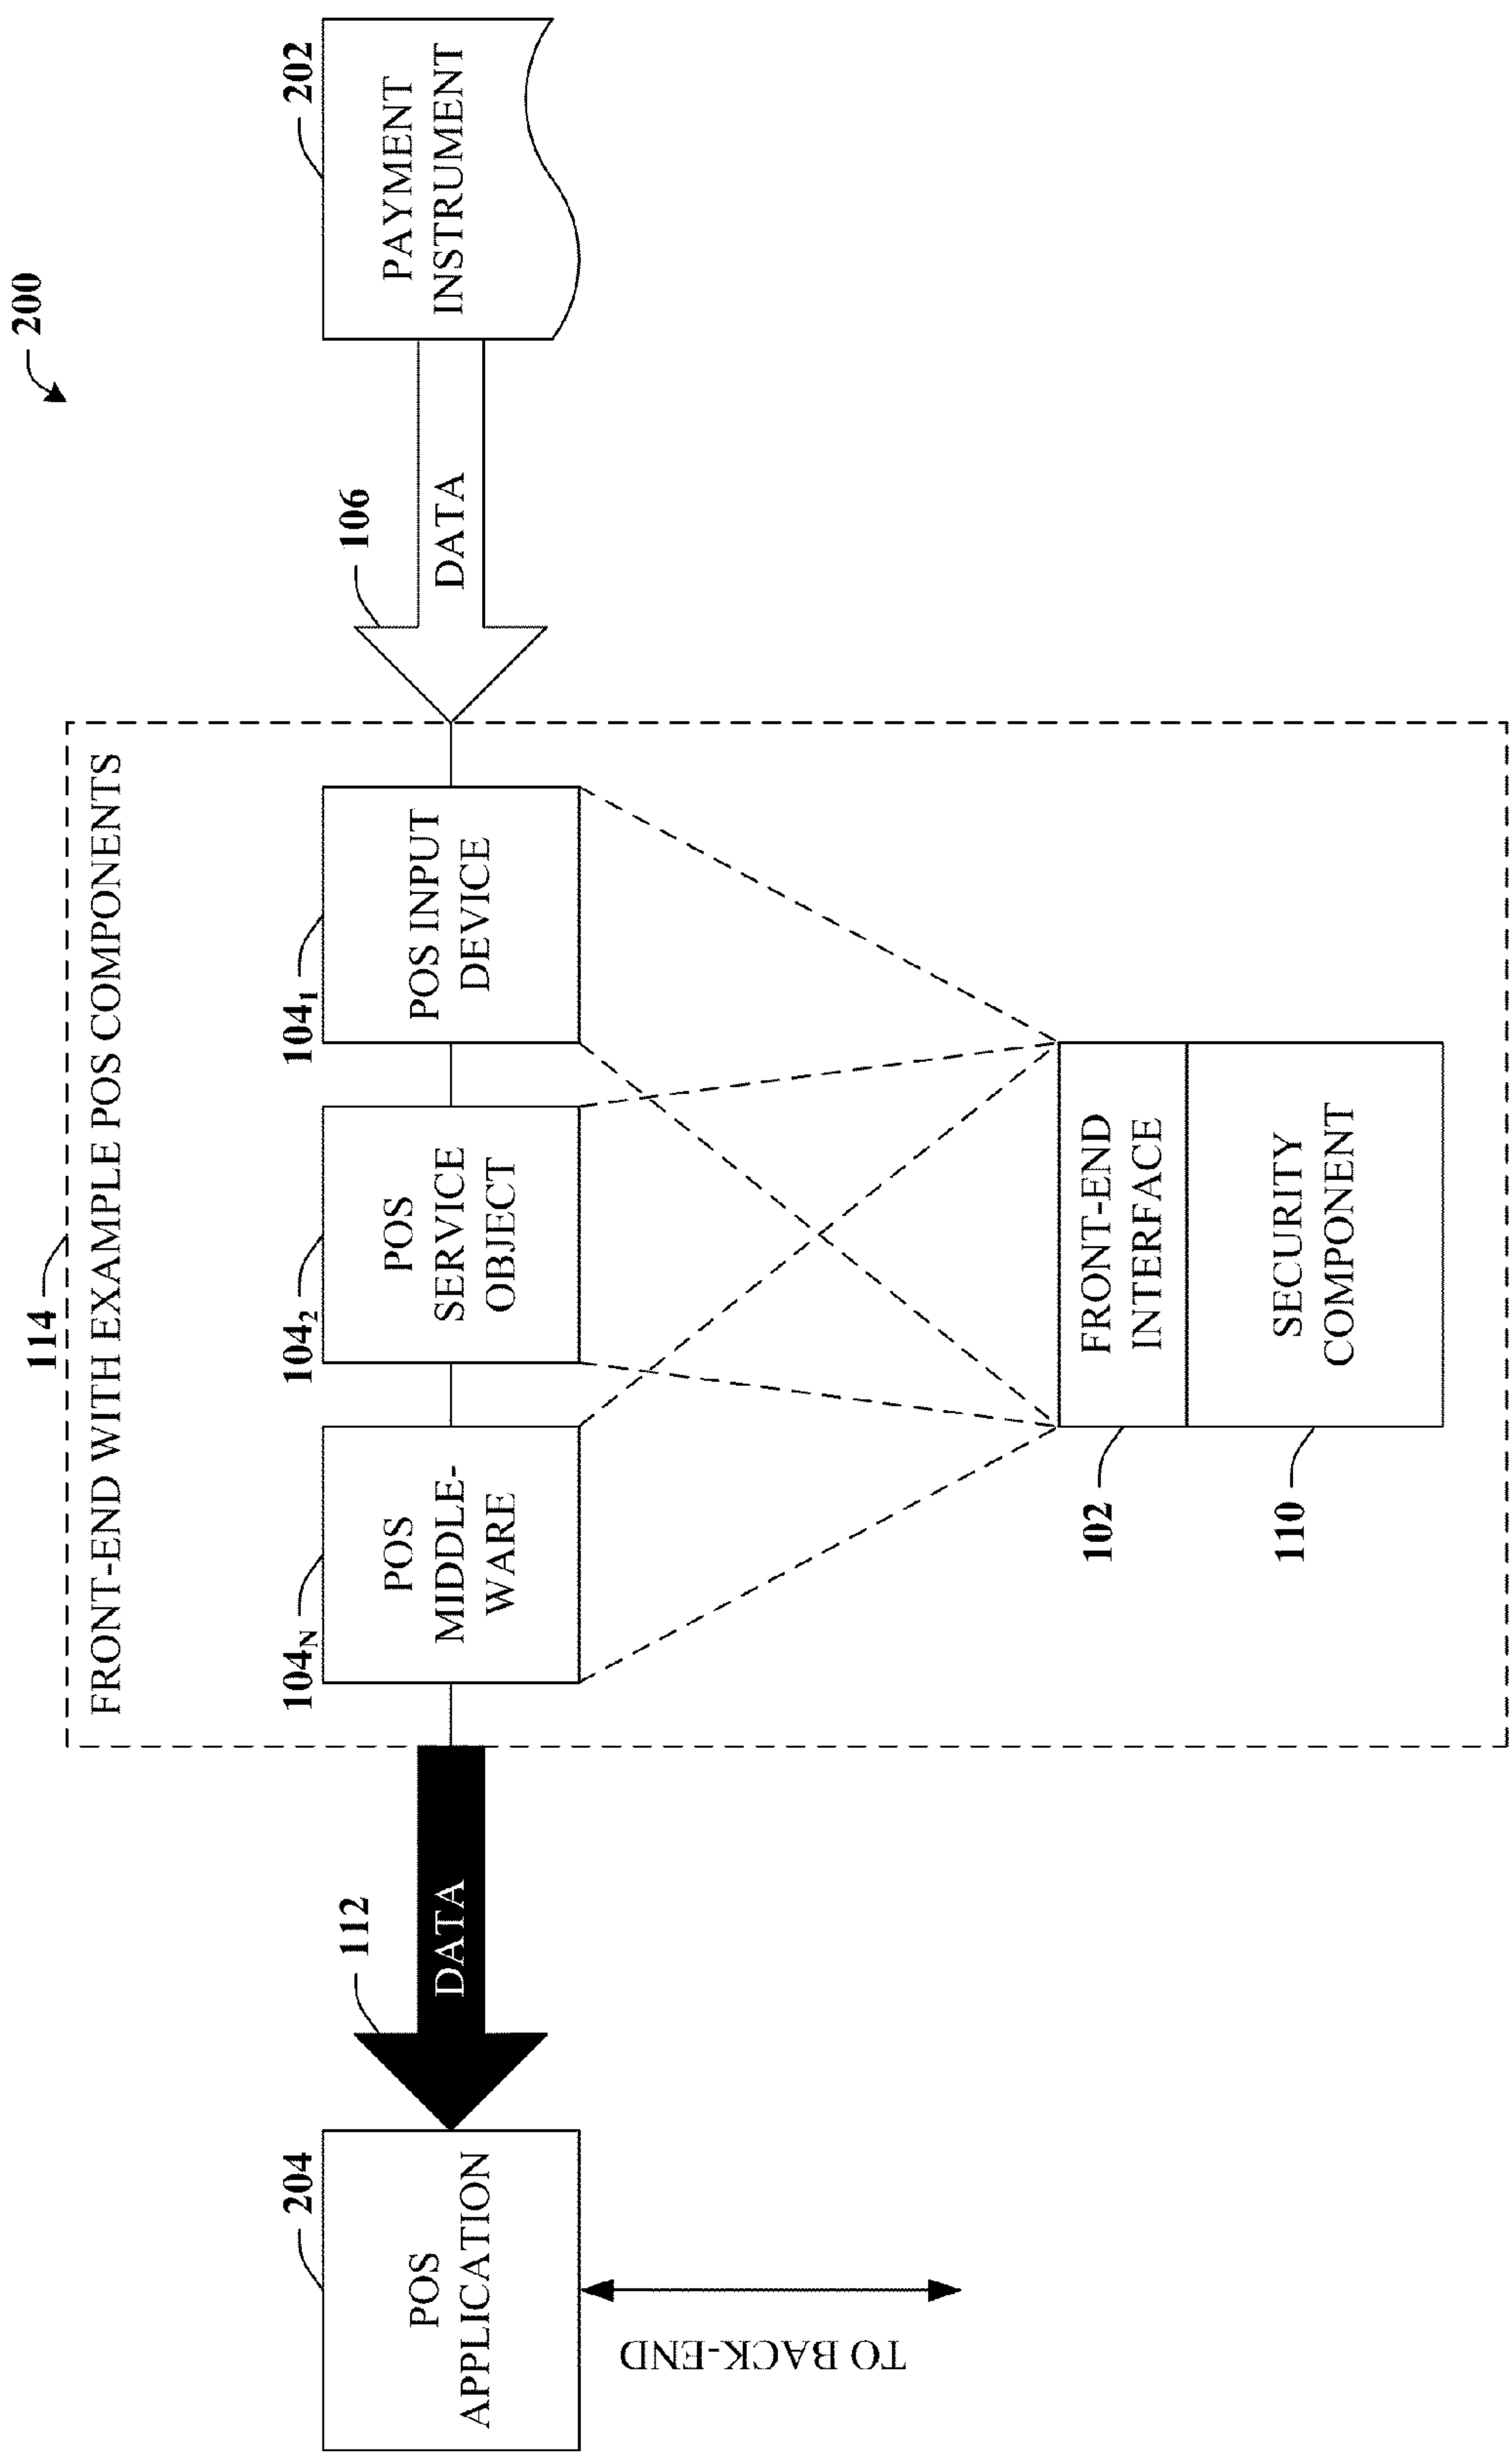 200
114
FRONT-END WITH EXAMPLE POS COMPONENTS
204
POS
APPLICATION
112
DATA
104N
POS
MIDDLE-
WARE
1042
POS
SERVICE
OBJECT
1041
POS INPUT
DEVICE
106
DATA
202
PAYMENT
INSTRUMENT
TO BACK-END
102
FRONT-END
INTERFACE
110
SECURITY
COMPONENT